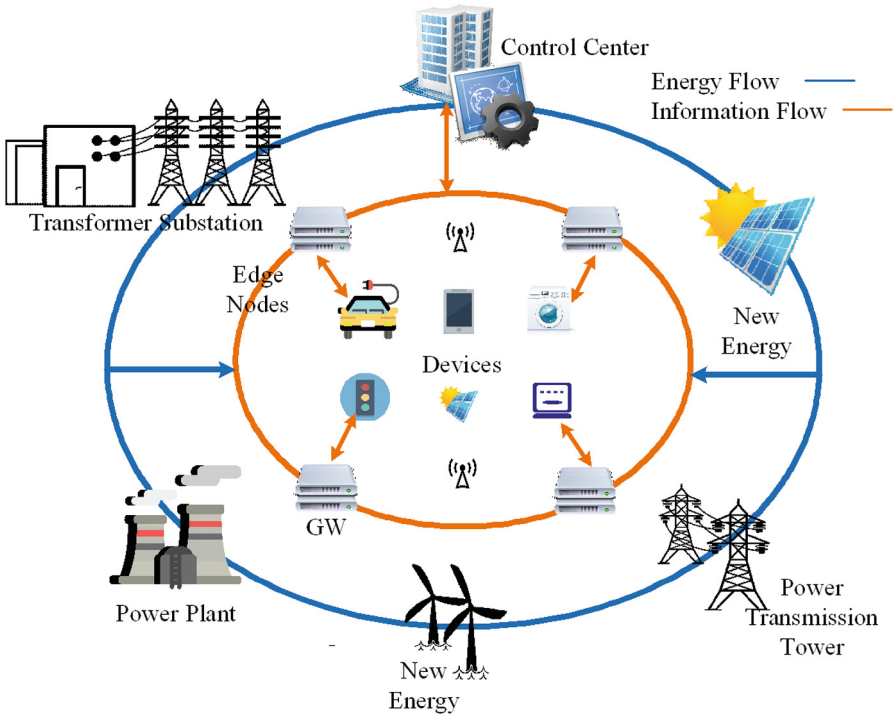 Control Center
Energy Flow
Information Flow
Transformer Substation
Edge
Nodes
New
Energy
Devices
GW
Power Plant
Power
Transmission
Tower
New
Energy